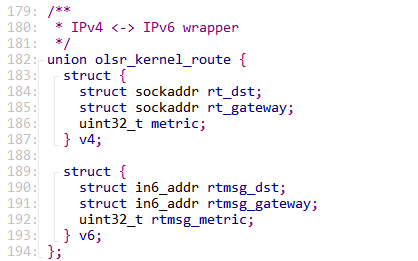 179: /**
180:  * IPv4 <-> IPv6 wrapper
181:  */
182: union olsr_kernel_route {
183:   struct {
184:     struct sockaddr rt_dst;
185:     struct sockaddr rt_gateway;
186:     uint32_t metric;
187:   } v4;
188:
189:   struct {
190:     struct in6_addr rtmsg_dst;
191:     struct in6_addr rtmsg_gateway;
192:     uint32_t rtmsg_metric;
193:   } v6;
194: };